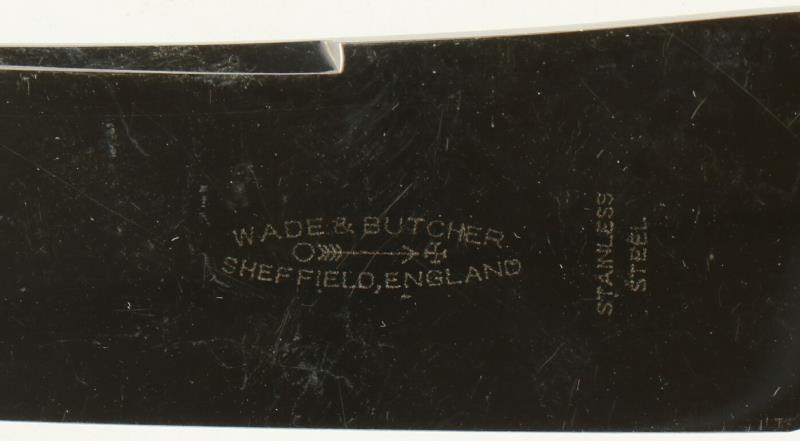 WADE & BUTCHER
SHEFFIELD, ENGLAND
STAINLESS
STEEL